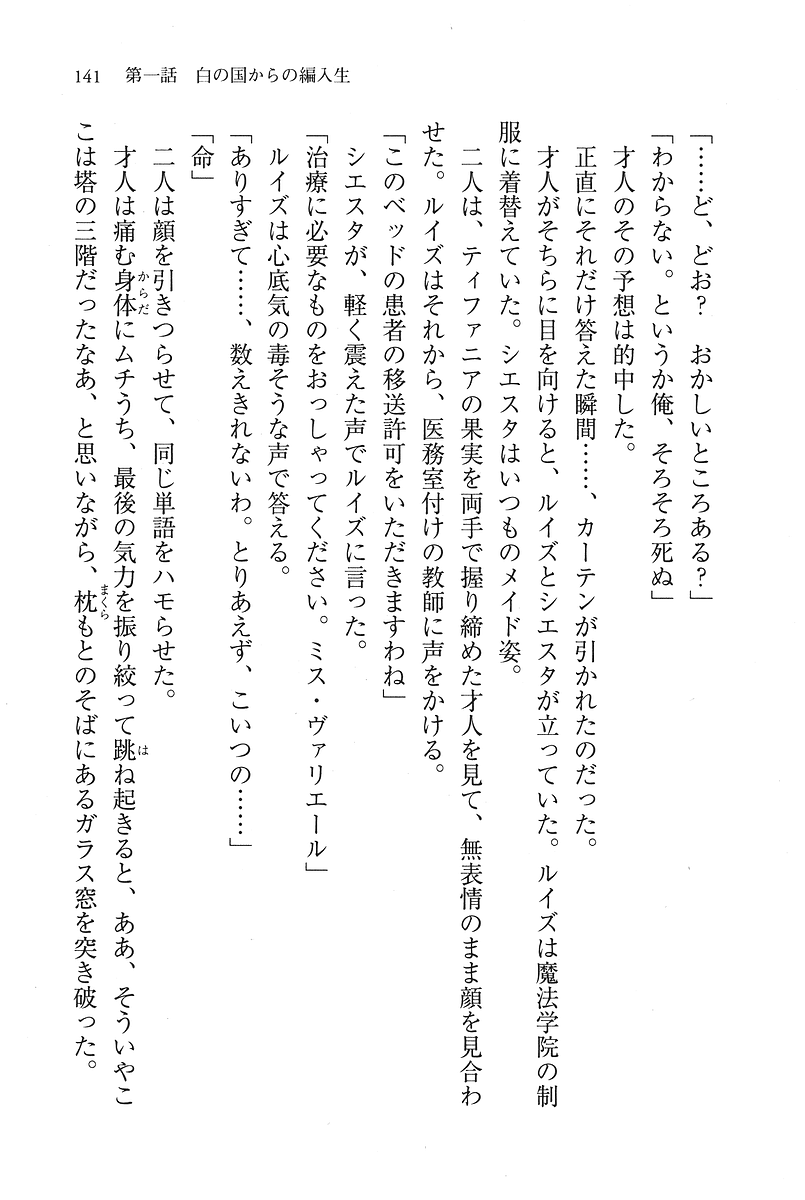 141　第一話　白の国からの編入生
「……ど、どお？　おかしいところある？」
「わからない。というか俺、そろそろ死ぬ」
　才人のその予想は的中した。
　正直にそれだけ答えた瞬間……、カーテンが引かれたのだった。
　才人がそちらに目を向けると、ルイズとシエスタが立っていた。ルイズは魔法学院の制
服に着替えていた。シエスタはいつものメイド姿。
　二人は、ティファニアの果実を両手で握り締めた才人を見て、無表情のまま顔を見合わ
せた。ルイズはそれから、医務室付けの教師に声をかける。
「このベッドの患者の移送許可をいただきますわね」
　シエスタが、軽く震えた声でルイズに言った。
「治療に必要なものをおっしゃってください。ミス・ヴァリエール」
　ルイズは心底気の毒そうな声で答える。
「ありすぎて……、数えきれないわ。とりあえず、こいつの……」
「命」
　二人は顔を引きつらせて、同じ単語をハモらせた。
　才人は痛む身体からだにムチうち、最後の気力を振り絞って跳はね起きると、ああ、そういやこ
こは塔の三階だったなあ、と思いながら、枕まくらもとのそばにあるガラス窓を突き破った。